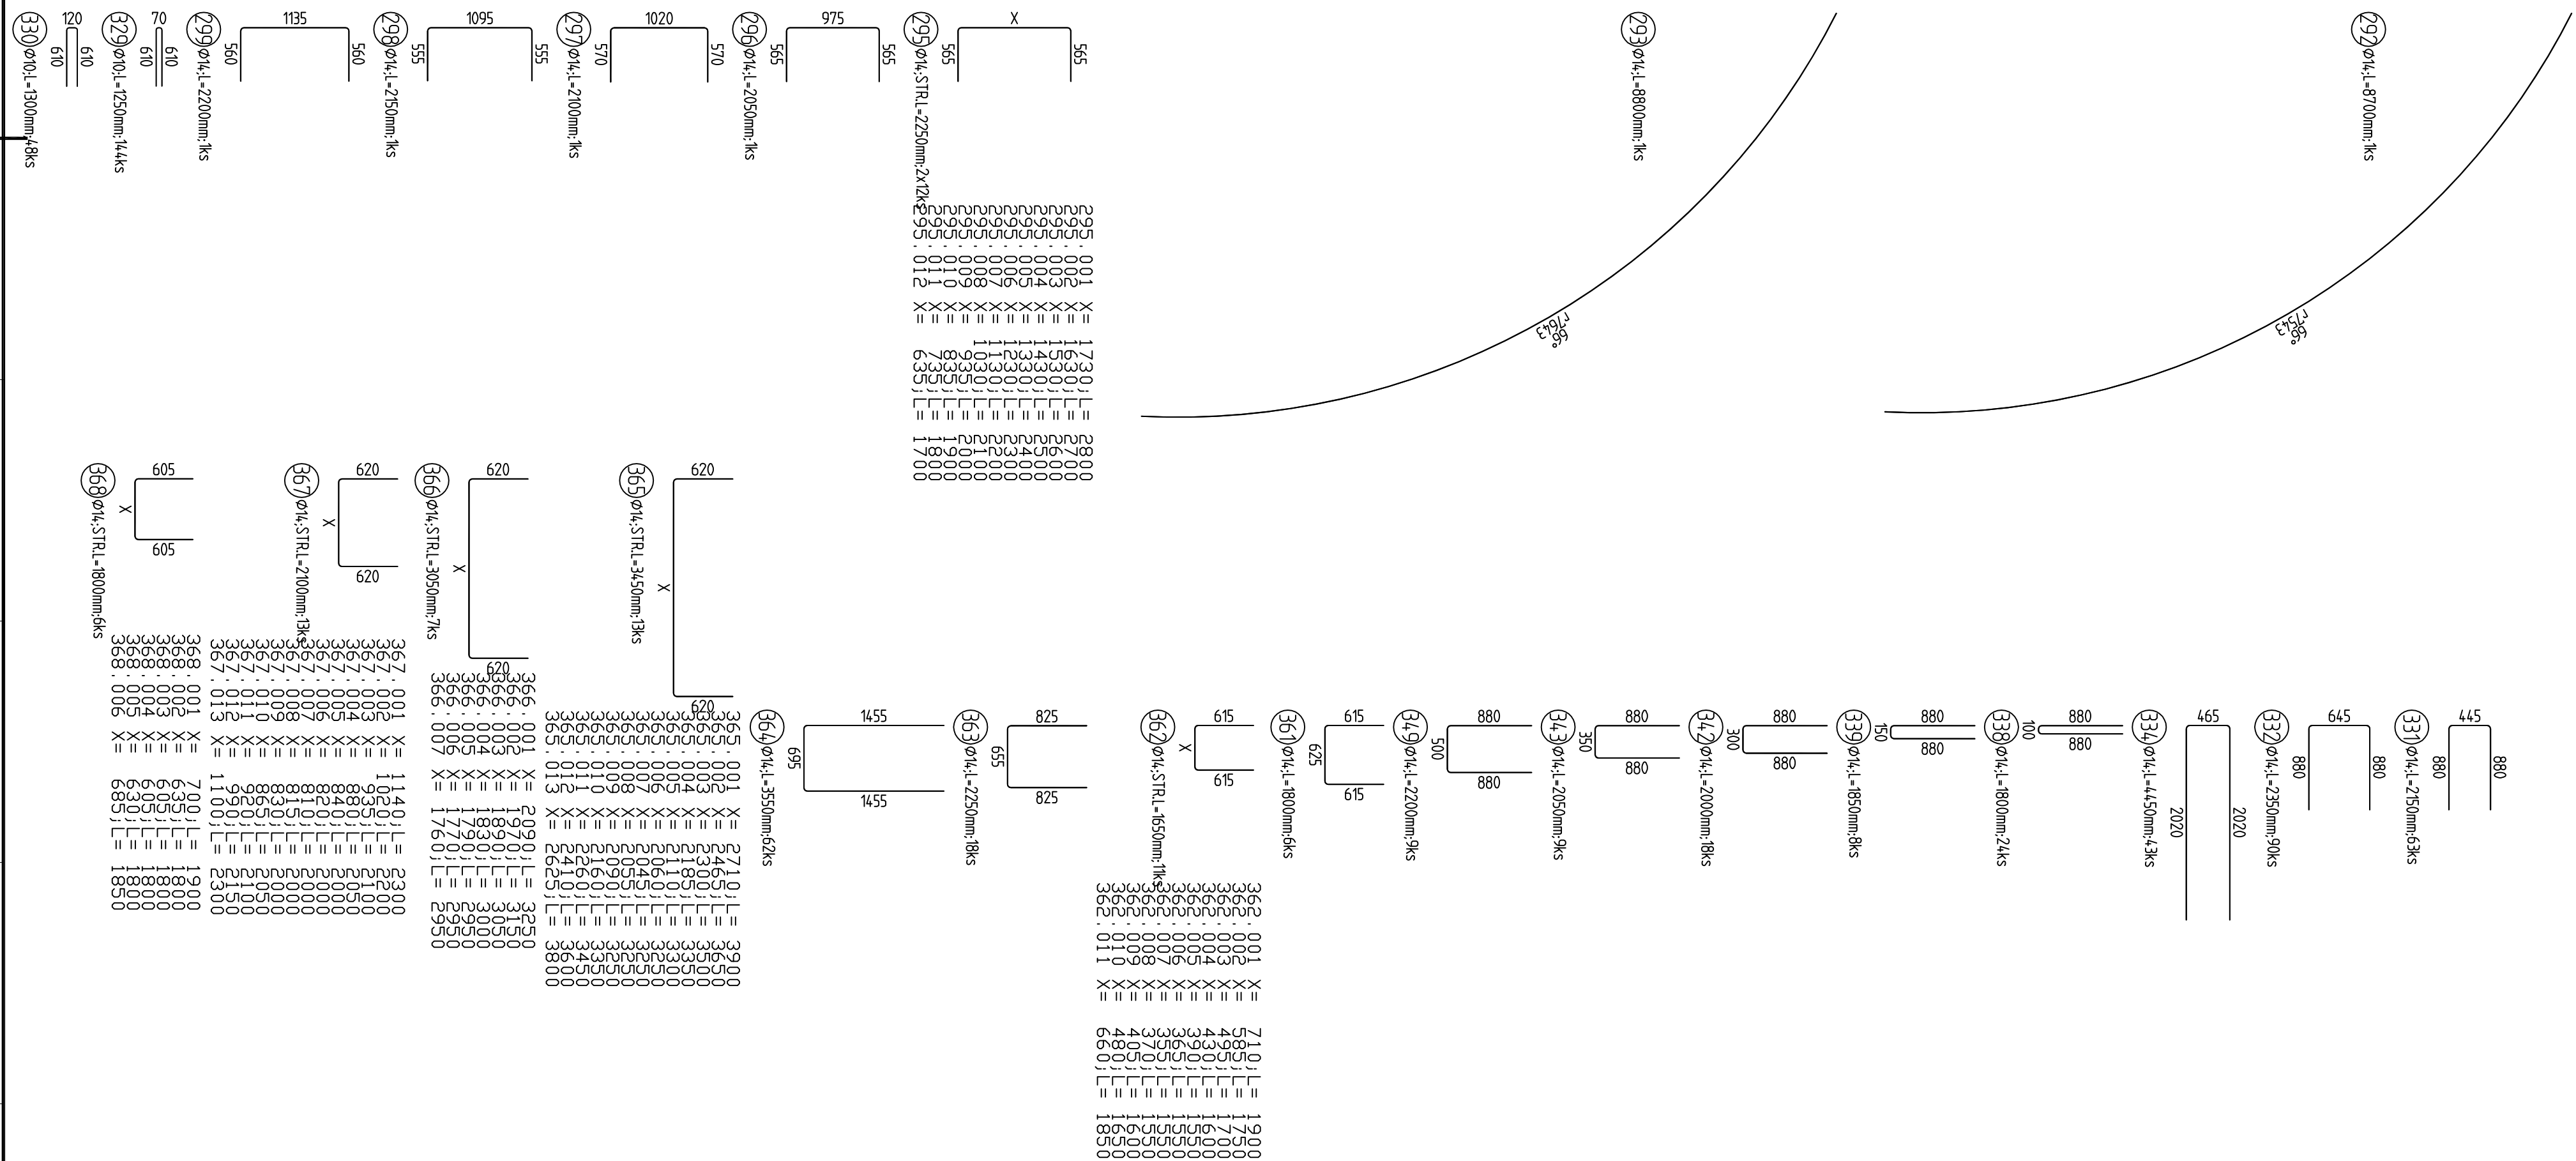 330 ø10;L=1300mm;48ks
120
610
610
329 ø10;L=1250mm;144ks
70
610
610
299 ø14;L=2200mm;1ks
1135
560
560
298 ø14;L=2150mm;1ks
1095
555
555
297 ø14;L=2100mm;1ks
1020
570
570
296 ø14;L=2050mm;1ks
975
565
565
295 ø14;STR.L=2250mm;2x12ks
X
565
565
295.001 X= 1730;L= 2800
295.002 X= 1630;L= 2700
295.003 X= 1530;L= 2600
295.004 X= 1430;L= 2500
295.005 X= 1330;L= 2400
295.006 X= 1230;L= 2300
295.007 X= 1130;L= 2200
295.008 X= 1030;L= 2100
295.009 X= 935;L= 2000
295.010 X= 835;L= 1900
295.011 X= 735;L= 1800
295.012 X= 635;L= 1700
293 ø14;L=8800mm;1ks
r7643
66°
292 ø14;L=8700mm;1ks
r7543
66°
368 ø14;STR.L=1800mm;6ks
605
X
605
368.001 X= 700;L= 1900
368.002 X= 635;L= 1800
368.003 X= 605;L= 1800
368.004 X= 605;L= 1800
368.005 X= 630;L= 1800
368.006 X= 685;L= 1850
367 ø14;STR.L=2100mm;13ks
620
X
620
367.001 X= 1140;L= 2300
367.002 X= 1020;L= 2200
367.003 X= 935;L= 2100
367.004 X= 880;L= 2050
367.005 X= 840;L= 2000
367.006 X= 820;L= 2000
367.007 X= 810;L= 2000
367.008 X= 815;L= 2000
367.009 X= 830;L= 2000
367.010 X= 865;L= 2050
367.011 X= 920;L= 2100
367.012 X= 990;L= 2150
367.013 X= 1100;L= 2300
366 ø14;STR.L=3050mm;7ks
620
X
620
366.001 X= 2090;L= 3250
366.002 X= 1970;L= 3150
366.003 X= 1890;L= 3050
366.004 X= 1830;L= 3000
366.005 X= 1790;L= 2950
366.006 X= 1770;L= 2950
366.007 X= 1760;L= 2950
365 ø14;STR.L=3450mm;13ks
620
X
620
365.001 X= 2710;L= 3900
365.002 X= 2465;L= 3650
365.003 X= 2300;L= 3500
365.004 X= 2185;L= 3350
365.005 X= 2110;L= 3300
365.006 X= 2060;L= 3250
365.007 X= 2045;L= 3250
365.008 X= 2055;L= 3250
365.009 X= 2090;L= 3250
365.010 X= 2160;L= 3350
365.011 X= 2260;L= 3450
365.012 X= 2410;L= 3600
365.013 X= 2625;L= 3800
364 ø14;L=3550mm;62ks
1455
695
1455
363 ø14;L=2250mm;18ks
825
655
825
362 ø14;STR.L=1650mm;11ks
615
X
615
362.001 X= 710;L= 1900
362.002 X= 585;L= 1750
362.003 X= 495;L= 1700
362.004 X= 430;L= 1600
362.005 X= 390;L= 1550
362.006 X= 365;L= 1550
362.007 X= 355;L= 1550
362.008 X= 370;L= 1550
362.009 X= 405;L= 1600
362.010 X= 480;L= 1650
362.011 X= 660;L= 1850
361 ø14;L=1800mm;6ks
615
625
615
349 ø14;L=2200mm;9ks
880
500
880
343 ø14;L=2050mm;9ks
880
350
880
342 ø14;L=2000mm;18ks
880
300
880
339 ø14;L=1850mm;8ks
880
150
880
338 ø14;L=1800mm;24ks
880
100
880
334 ø14;L=4450mm;43ks
465
2020
2020
332 ø14;L=2350mm;90ks
645
880
880
331 ø14;L=2150mm;63ks
445
880
880